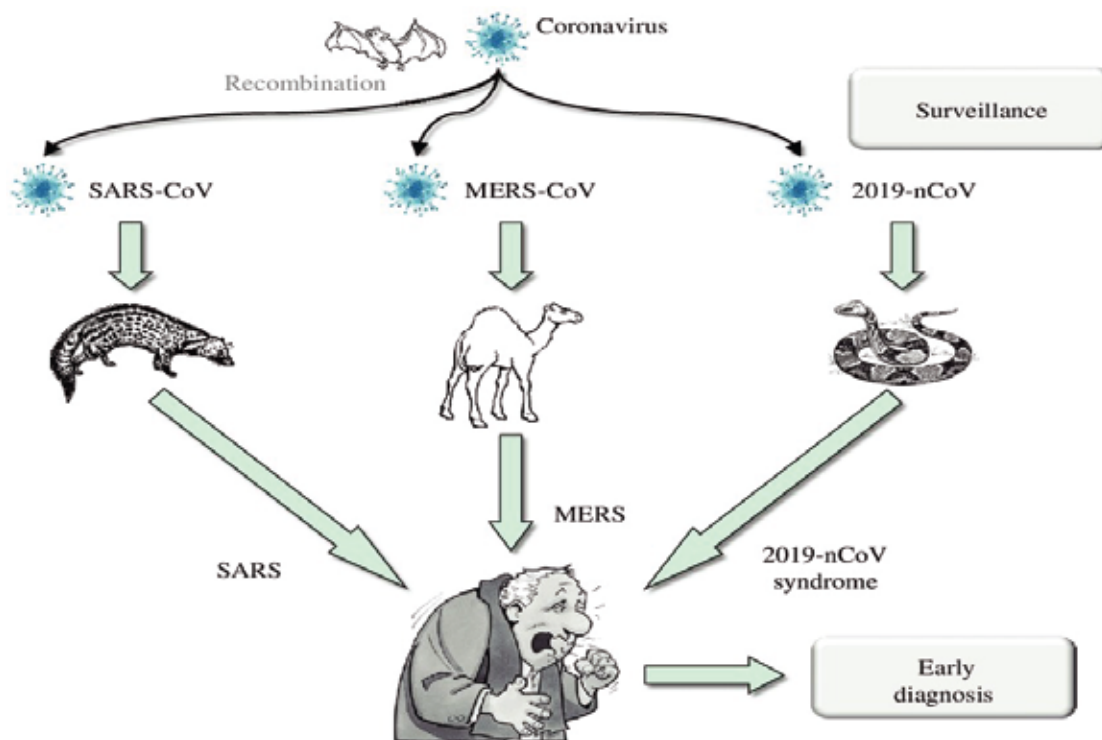 Coronavirus
Recombination
Surveillance
SARS-CoV
MERS-CoV
2019-nCoV
MERS
SARS
2019-nCoV
syndrome
Early
diagnosis